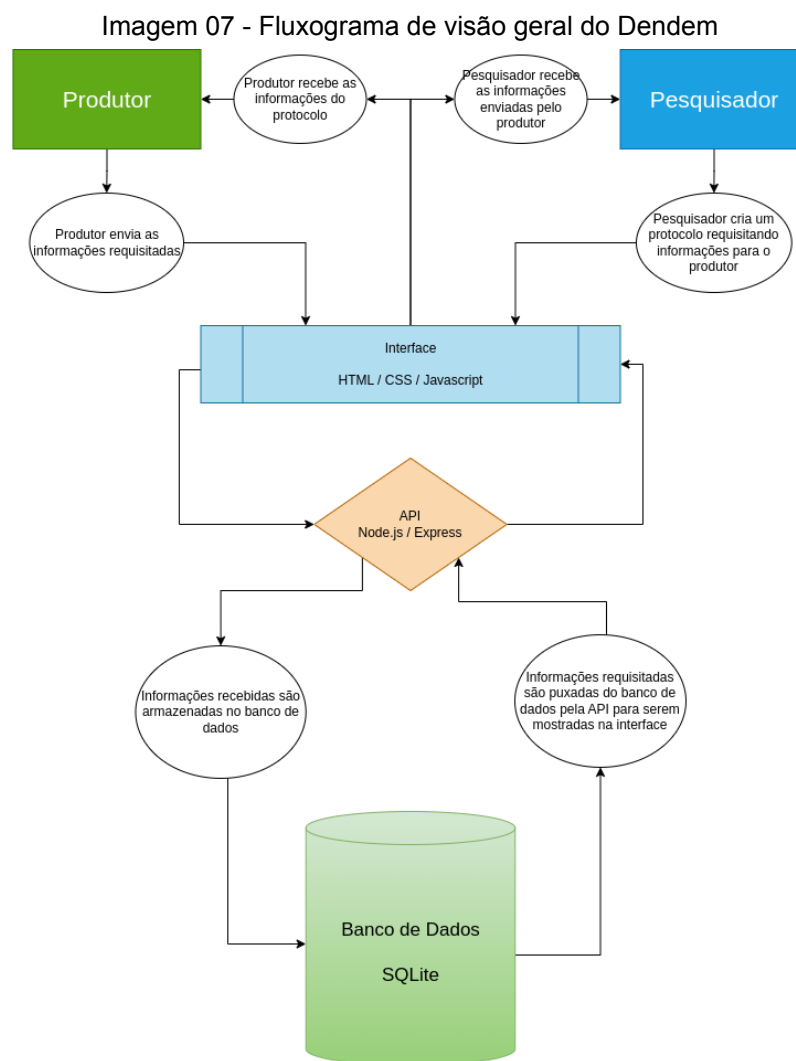 Imagem 07 - Fluxograma de visão geral do Dendem
Produtor
Produtor recebe as
informações do
protocolo
Pesquisador recebe
as informações
enviadas pelo
produtor
Pesquisador
Produtor envia as
informações requisitadas
Pesquisador cria um
protocolo requisitando
informações para o
produtor
Interface
HTML / CSS / Javascript
API
Node.js / Express
Informações recebidas são
armazenadas no banco de
dados
Informações requisitadas
são puxadas do banco de
dados pela API para serem
mostradas na interface
Banco de Dados
SQLite